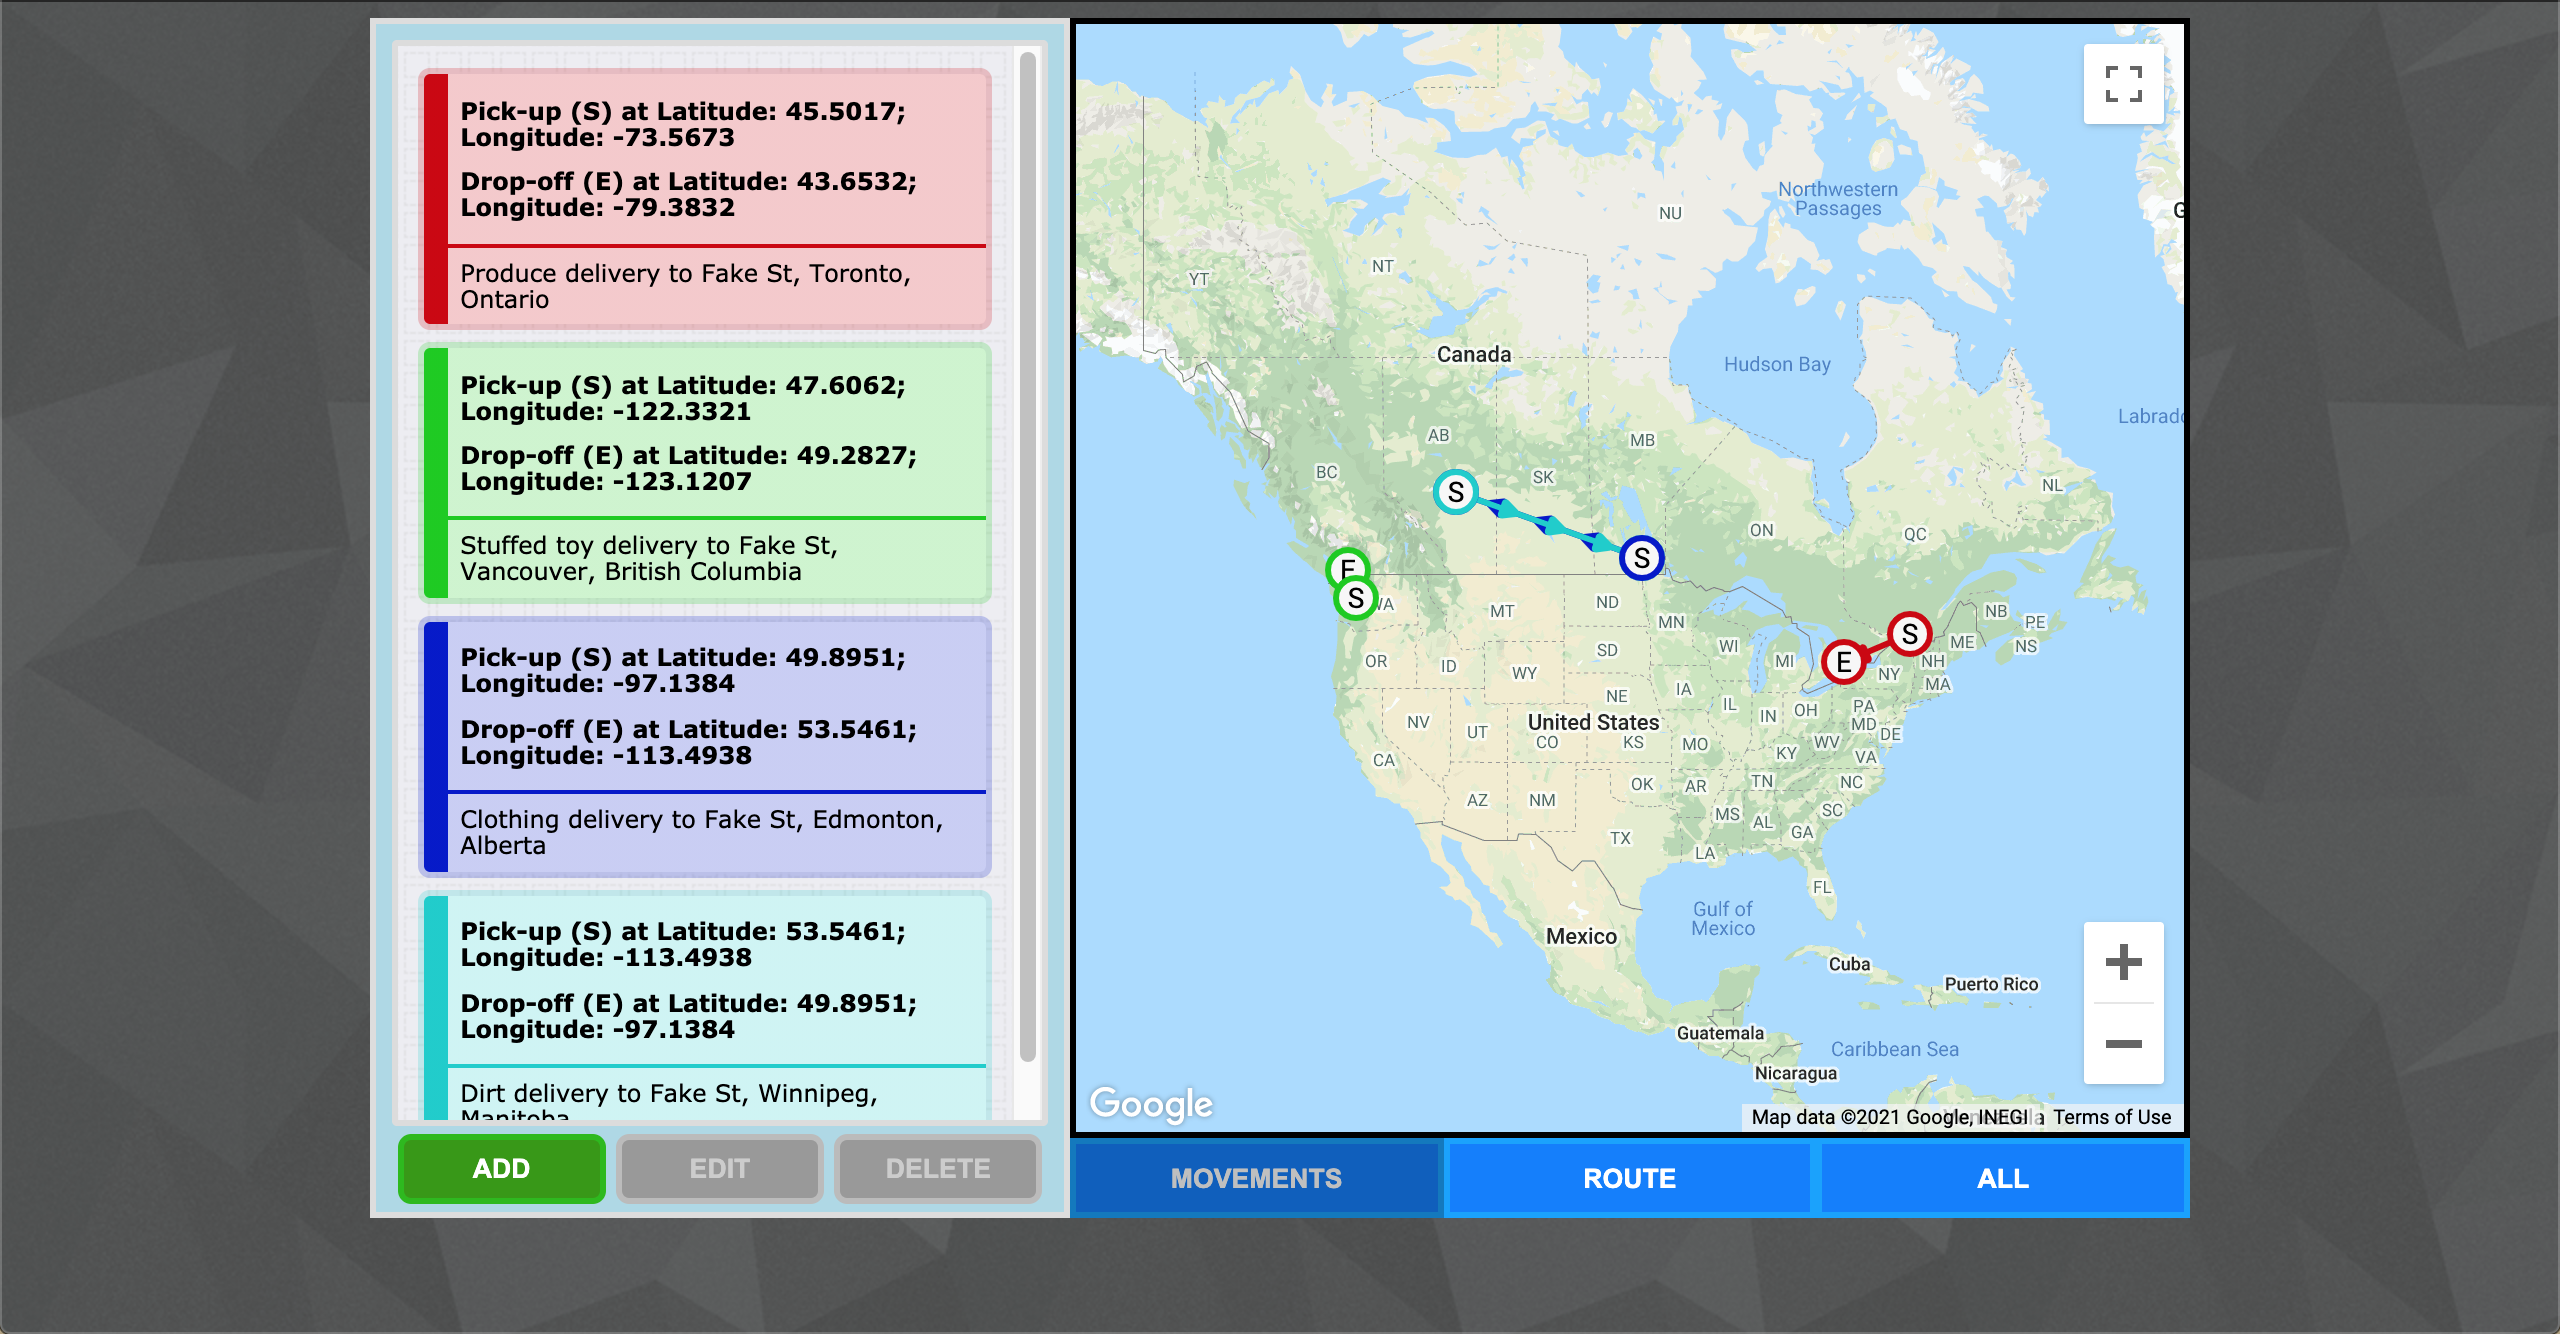 Pick-up (S) at Latitude: 45.5017;
Longitude: -73.5673
Drop-off (E) at Latitude: 43.6532;
Longitude: -79.3832
Produce delivery to Fake St, Toronto,
Ontario
Pick-up (S) at Latitude: 47.6062;
Longitude: -122.3321
Drop-off (E) at Latitude: 49.2827;
Longitude: -123.1207
Stuffed toy delivery to Fake St,
Vancouver, British Columbia
Pick-up (S) at Latitude: 49.8951;
Longitude: -97.1384
Drop-off (E) at Latitude: 53.5461;
Longitude: -113.4938
Clothing delivery to Fake St, Edmonton,
Alberta
Pick-up (S) at Latitude: 53.5461;
Longitude: -113.4938
Drop-off (E) at Latitude: 49.8951;
Longitude: -97.1384
Dirt delivery to Fake St, Winnipeg,
Manitoba
ADD
EDIT
DELETE
Northwestern
Passages
NU
NT
YT
Canada
Hudson Bay
AB
MB
BC
SK
S
NL
ON
QC
S
E
S
WA
MT
ND
MN
NB
PE
NS
ME
S
E
OR
ID
WY
SD
WI
MI
NH
NY
MA
NE
IA
IL
IN
OH
PA
MD
DE
NV
UT
United States
CO
KS
MO
WV
KY
VA
CA
OK
AR
TN
NC
AZ
NM
MS
AL
SC
GA
TX
LA
FL
Gulf of
Mexico
Mexico
Cuba
Puerto Rico
Guatemala
Caribbean Sea
Nicaragua
Google
Map data ©2021 Google, INEGI
Terms of Use
MOVEMENTS
ROUTE
ALL